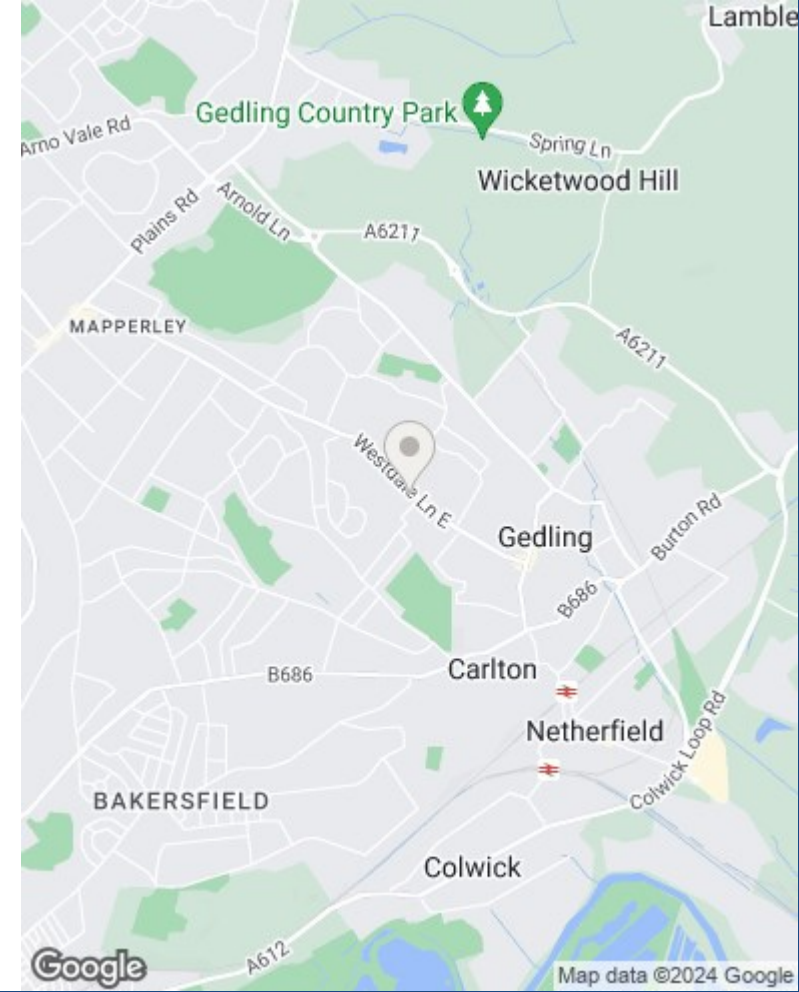 Lamble
Gedling Country Park
Arno Vale Rd
Spring Ln
Wicketwood Hill
Plains Rd
Arnold Ln
A6211
MAPPERLEY
A6211
Westdale Ln E
Gedling
Burton Rd
B686
B686
Carlton
Netherfield
Colwick Loop Rd
BAKERSFIELD
Colwick
A612
Google
Map data ©2024 Google